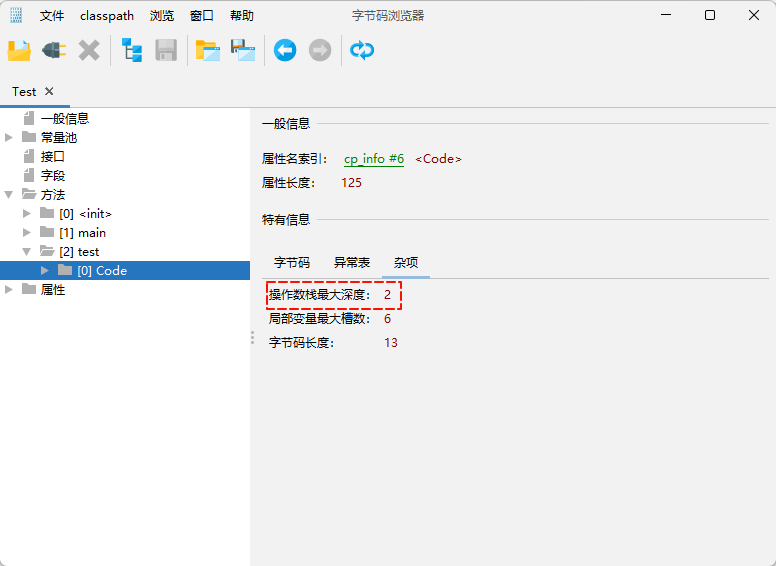 文件 classpath 浏览 窗口 帮助 字节码浏览器
Test
一般信息
常量池
接口
字段
方法
[0] <init>
[1] main
[2] test
[0] Code
属性
一般信息
属性名索引： cp_info #6 <Code>
属性长度： 125
特有信息
字节码 异常表 杂项
操作数栈最大深度： 2
局部变量最大槽数： 6
字节码长度： 13